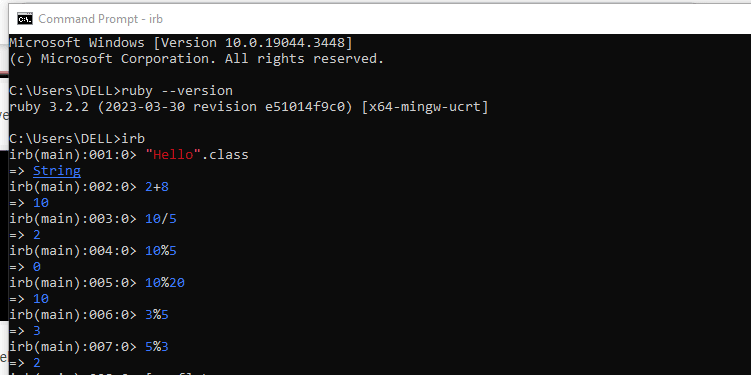 Command Prompt - irb
Microsoft Windows [Version 10.0.19044.3448]
(c) Microsoft Corporation. All rights reserved.
C:\Users\DELL>ruby --version
ruby 3.2.2 (2023-03-30 revision e51014f9c0) [x64-mingw-ucrt]
C:\Users\DELL>irb
irb(main):001:0> "Hello".class
=> String
irb(main):002:0> 2+8
=> 10
irb(main):003:0> 10/5
=> 2
irb(main):004:0> 10%5
=> 0
irb(main):005:0> 10%20
=> 10
irb(main):006:0> 3%5
=> 3
irb(main):007:0> 5%3
=> 2